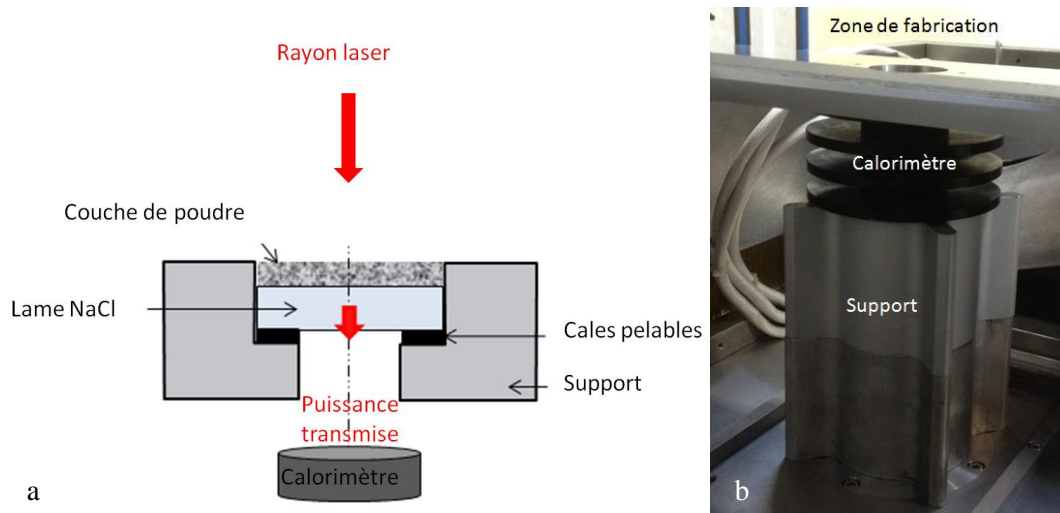 Rayon laser
Couche de poudre
Lame NaCl
Cales pelables
Support
Puissance
transmise
Calorimètre
a
Zone de fabrication
Calorimètre
Support
b